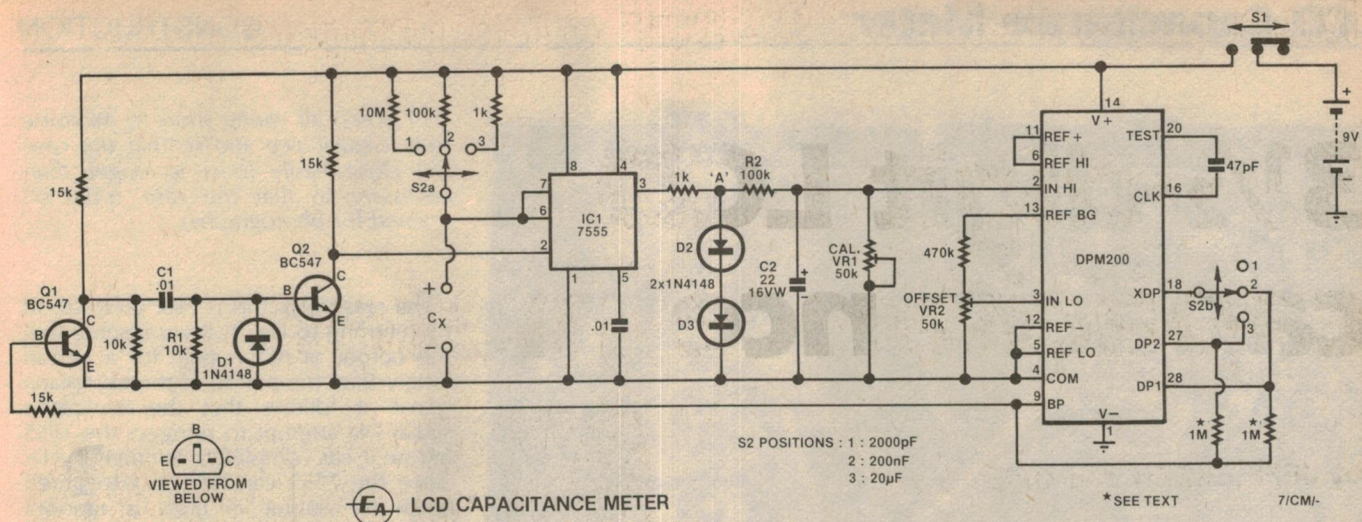 S1
+
9V
15k
15k
10M
100k
1k
1
2
3
S2a
Q1
BC547
B
C
E
C1
.01
10k
R1
10k
D1
1N4148
Q2
BC547
B
C
E
15k
+
Cx
8
4
7
6
2
3
1
5
IC1
7555
.01
1k
'A'
R2
100k
D2
2x1N4148
D3
C2
22
16VW
+
–
CAL.
VR1
50k
470k
OFFSET
VR2
50k
14
V+
11 REF+
6 REF HI
2 IN HI
13 REF BG
DPM200
3 IN LO
12 REF–
5 REF LO
4 COM
9 BP
V–
1
TEST 20
47pF
CLK 16
XDP 18
S2b
1
2
3
DP2 27
DP1 28
★ 1M
★ 1M
B
E
C
VIEWED FROM
BELOW
EA LCD CAPACITANCE METER
S2 POSITIONS : 1 : 2000pF
2 : 200nF
3 : 20µF
★SEE TEXT
7/CM/-